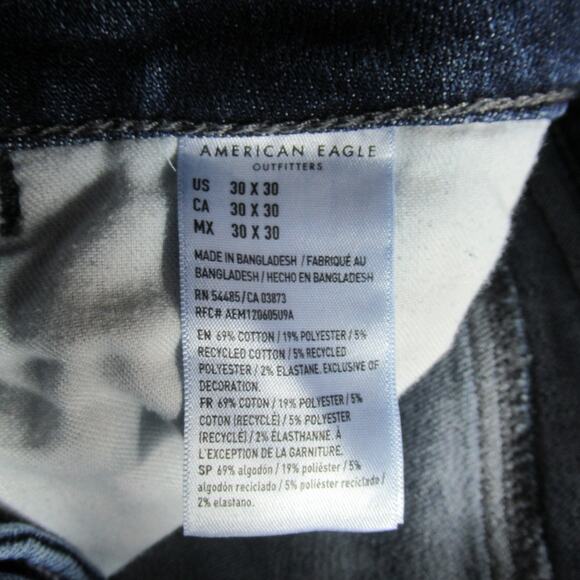 AMERICAN EAGLE
OUTFITTERS
US 30 X 30
CA 30 X 30
MX 30 X 30
MADE IN BANGLADESH / FABRIQUÉ AU
BANGLADESH / HECHO EN BANGLADESH
RN 54485 / CA 03873
RFC# AEM120605U9A
EN 69% COTTON / 19% POLYESTER / 5%
RECYCLED COTTON / 5% RECYCLED
POLYESTER / 2% ELASTANE. EXCLUSIVE OF
DECORATION.
FR 69% COTON / 19% POLYESTER / 5%
COTON (RECYCLÉ) / 5% POLYESTER
(RECYCLÉ) / 2% ÉLASTHANNE. À
L'EXCEPTION DE LA GARNITURE.
SP 69% algodón / 19% poliéster / 5%
algodón reciclado / 5% poliéster reciclado /
2% elastano.